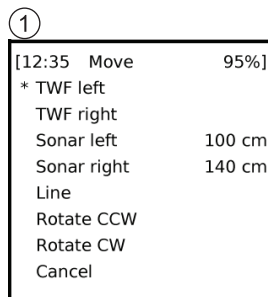 1
[12:35 Move 95%]
* TWF left
TWF right
Sonar left 100 cm
Sonar right 140 cm
Line
Rotate CCW
Rotate CW
Cancel